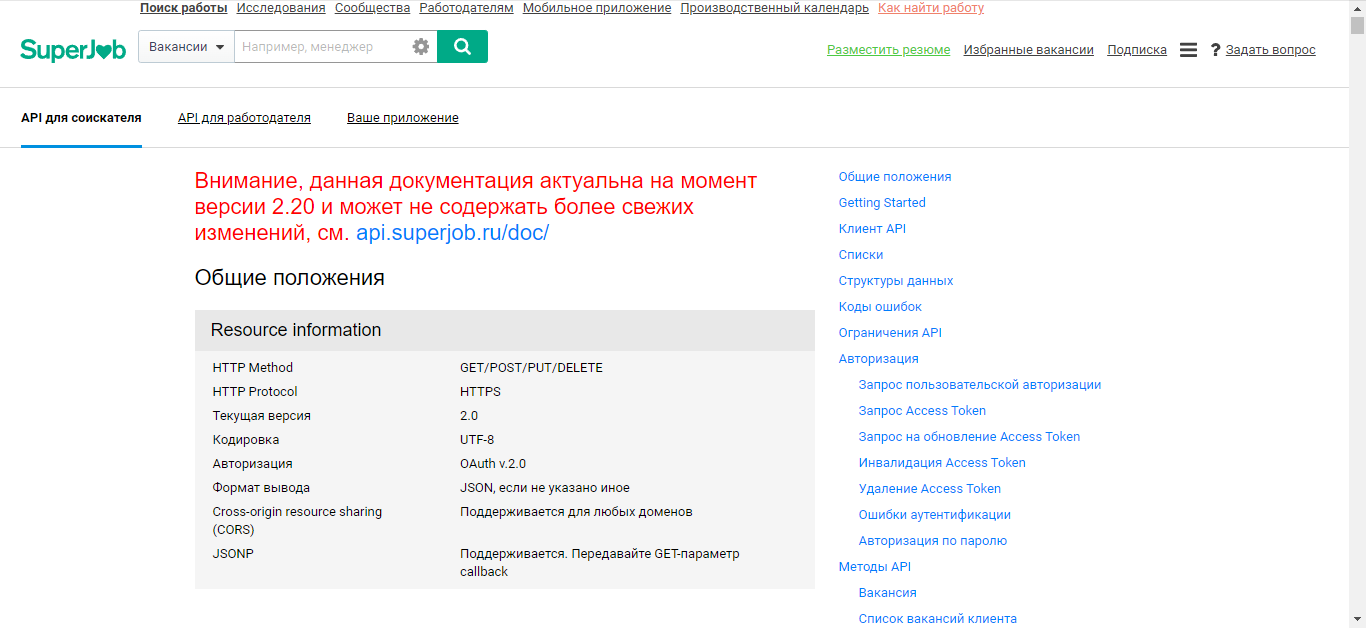 Поиск работы Исследования Сообщества Работодателям Мобильное приложение Производственный календарь Как найти работу
SuperJob Вакансии Например, менеджер Разместить резюме Избранные вакансии Подписка ? Задать вопрос
API для соискателя API для работодателя Ваше приложение
Внимание, данная документация актуальна на момент
версии 2.20 и может не содержать более свежих
изменений, см. api.superjob.ru/doc/
Общие положения
Resource information
HTTP Method GET/POST/PUT/DELETE
HTTP Protocol HTTPS
Текущая версия 2.0
Кодировка UTF-8
Авторизация OAuth v.2.0
Формат вывода JSON, если не указано иное
Cross-origin resource sharing Поддерживается для любых доменов
(CORS)
JSONP Поддерживается. Передавайте GET-параметр
callback
Общие положения
Getting Started
Клиент API
Списки
Структуры данных
Коды ошибок
Ограничения API
Авторизация
Запрос пользовательской авторизации
Запрос Access Token
Запрос на обновление Access Token
Инвалидация Access Token
Удаление Access Token
Ошибки аутентификации
Авторизация по паролю
Методы API
Вакансия
Список вакансий клиента